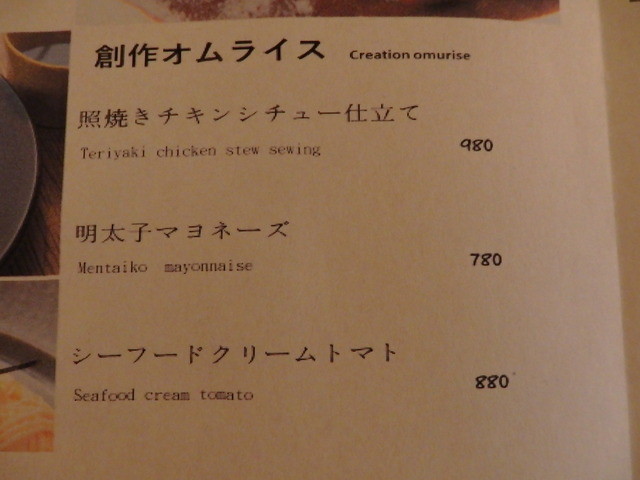 創作オムライス Creation omurise
照焼きチキンシチュー仕立て
Teriyaki chicken stew sewing 980
明太子マヨネーズ
Mentaiko mayonnaise 780
シーフードクリームトマト
Seafood cream tomato 880